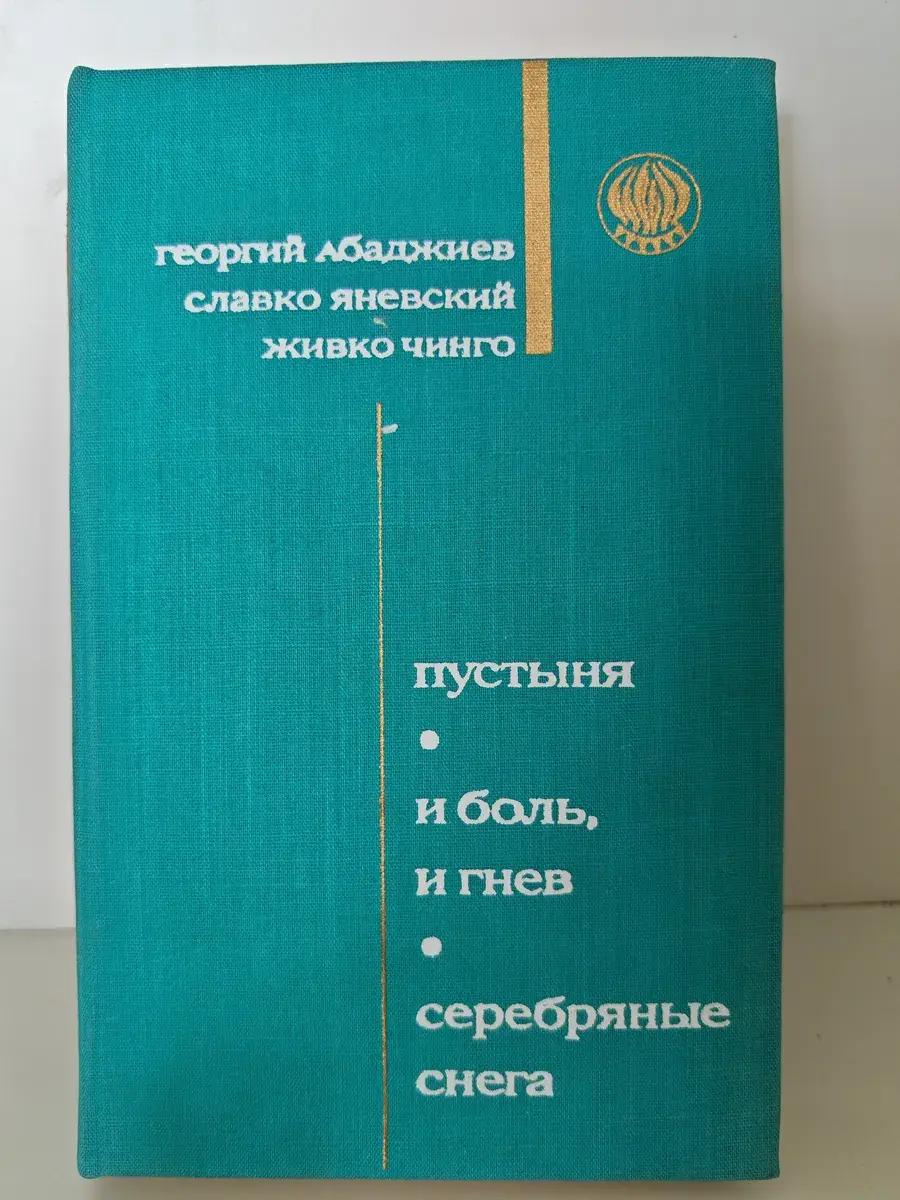 георгий абаджиев
славко яневский
живко чинго
пустыня
•
и боль,
и гнев
•
серебряные
снега